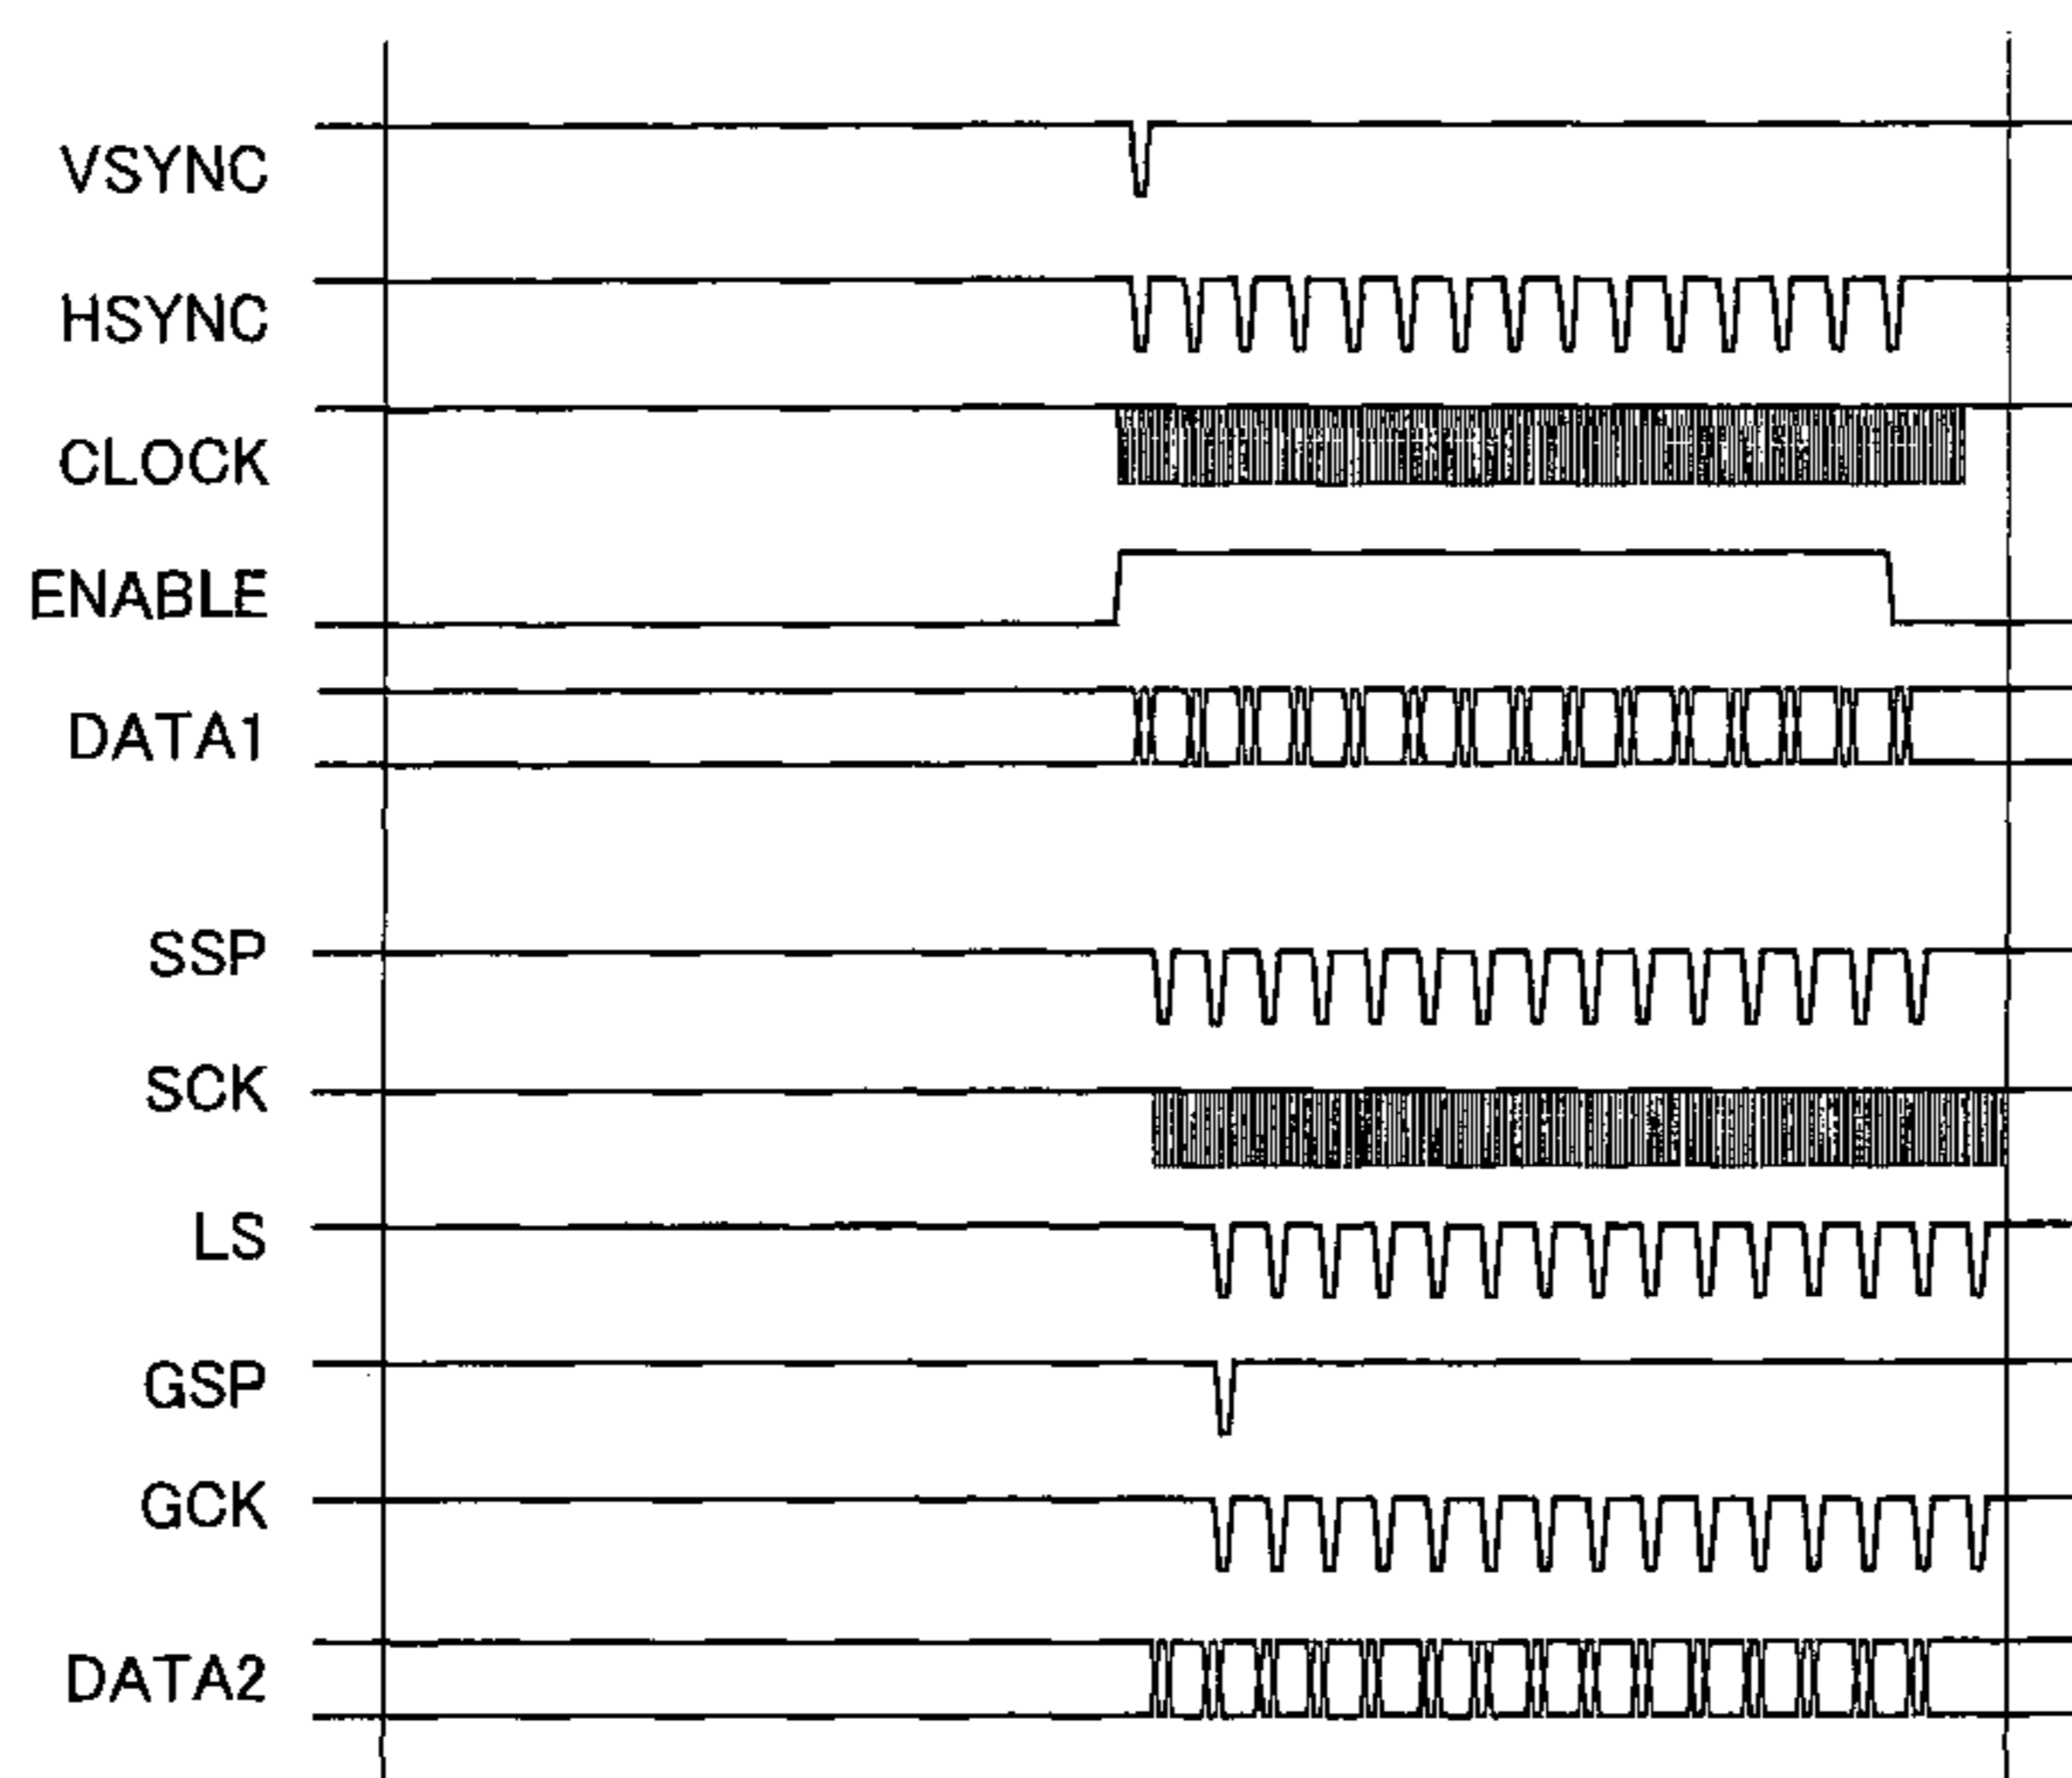 VSYNC
HSYNC
CLOCK
ENABLE
DATA1
SSP
SCK
LS
GSP
GCK
DATA2